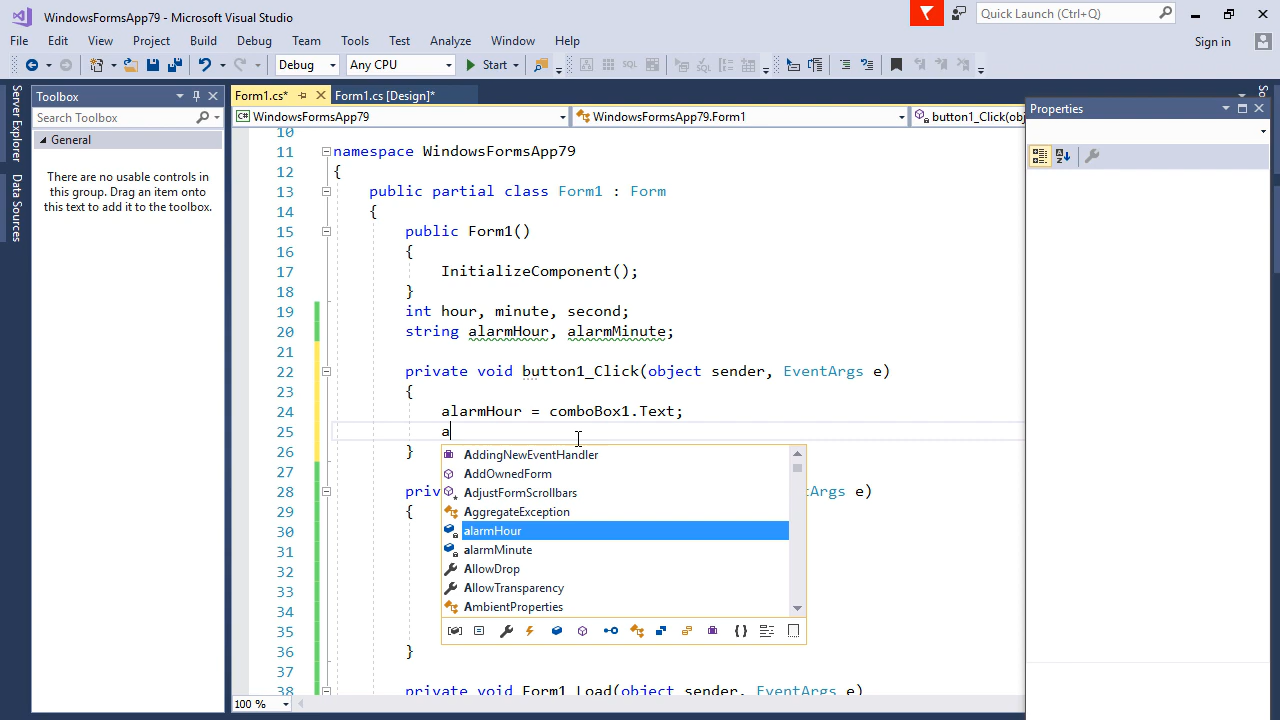 WindowsFormsApp79 - Microsoft Visual Studio
Quick Launch (Ctrl+Q)
File Edit View Project Build Debug Team Tools Test Analyze Window Help
Sign in
Debug Any CPU Start
Server Explorer
Data Sources
Toolbox
Search Toolbox
General
There are no usable controls in
this group. Drag an item onto
this text to add it to the toolbox.
Form1.cs* Form1.cs [Design]*
C# WindowsFormsApp79 WindowsFormsApp79.Form1 button1_Click(obj
Properties
10
11 namespace WindowsFormsApp79
12 {
13 public partial class Form1 : Form
14 {
15 public Form1()
16 {
17 InitializeComponent();
18 }
19 int hour, minute, second;
20 string alarmHour, alarmMinute;
21
22 private void button1_Click(object sender, EventArgs e)
23 {
24 alarmHour = comboBox1.Text;
25 a
26 }
27
28 priv Args e)
29 {
30
31
32
33
34
35
36 }
37
38 private void Form1_Load(object sender, EventArgs e)
AddingNewEventHandler
AddOwnedForm
AdjustFormScrollbars
AggregateException
alarmHour
alarmMinute
AllowDrop
AllowTransparency
AmbientProperties
100 %